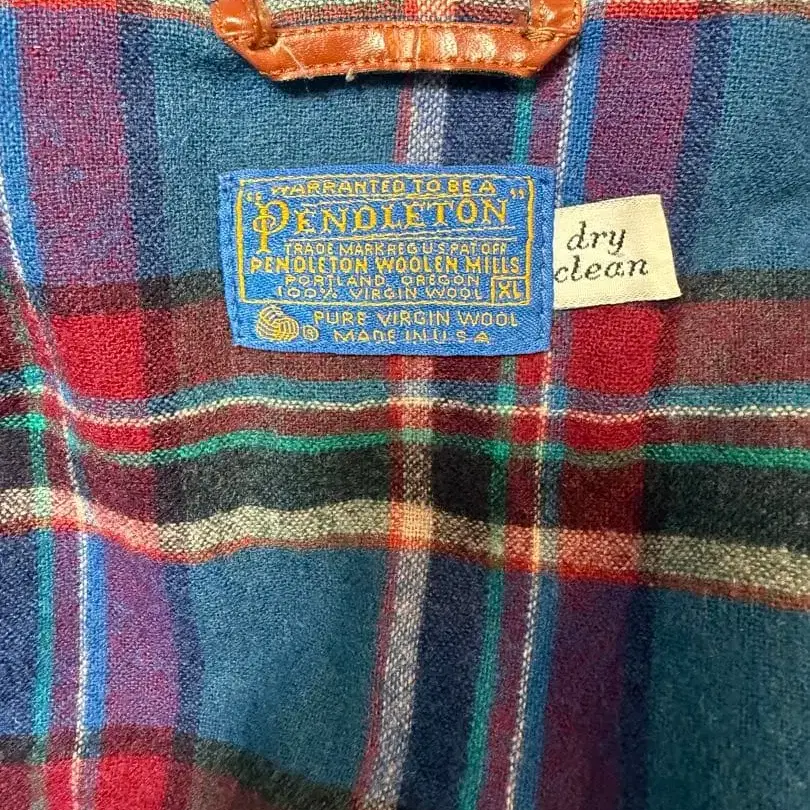 WARRANTED TO BE A
"PENDLETON"
TRADE MARK REG U.S. PAT OFF
PENDLETON WOOLEN MILLS
PORTLAND, OREGON
100% VIRGIN WOOL XL
® PURE VIRGIN WOOL
MADE IN U S A
dry
clean